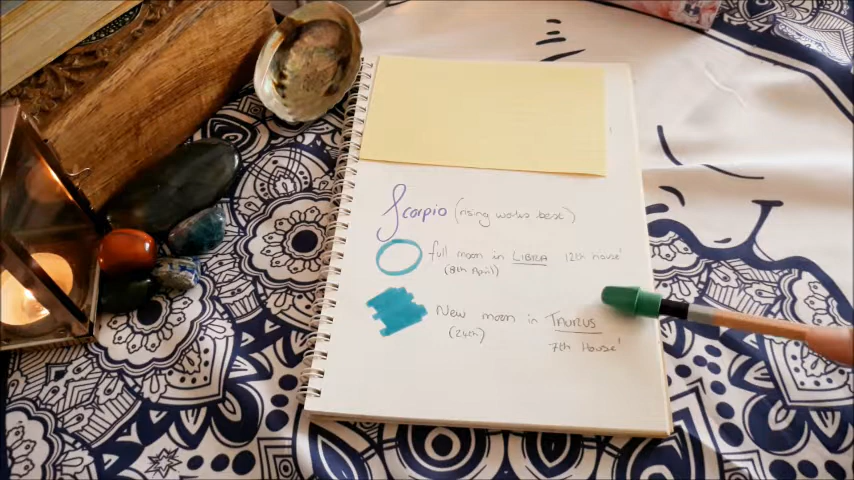 Scorpio (rising works best)
full moon in LIBRA 12th house'
(8th April)
New moon in TAURUS
(24th)
7th House'